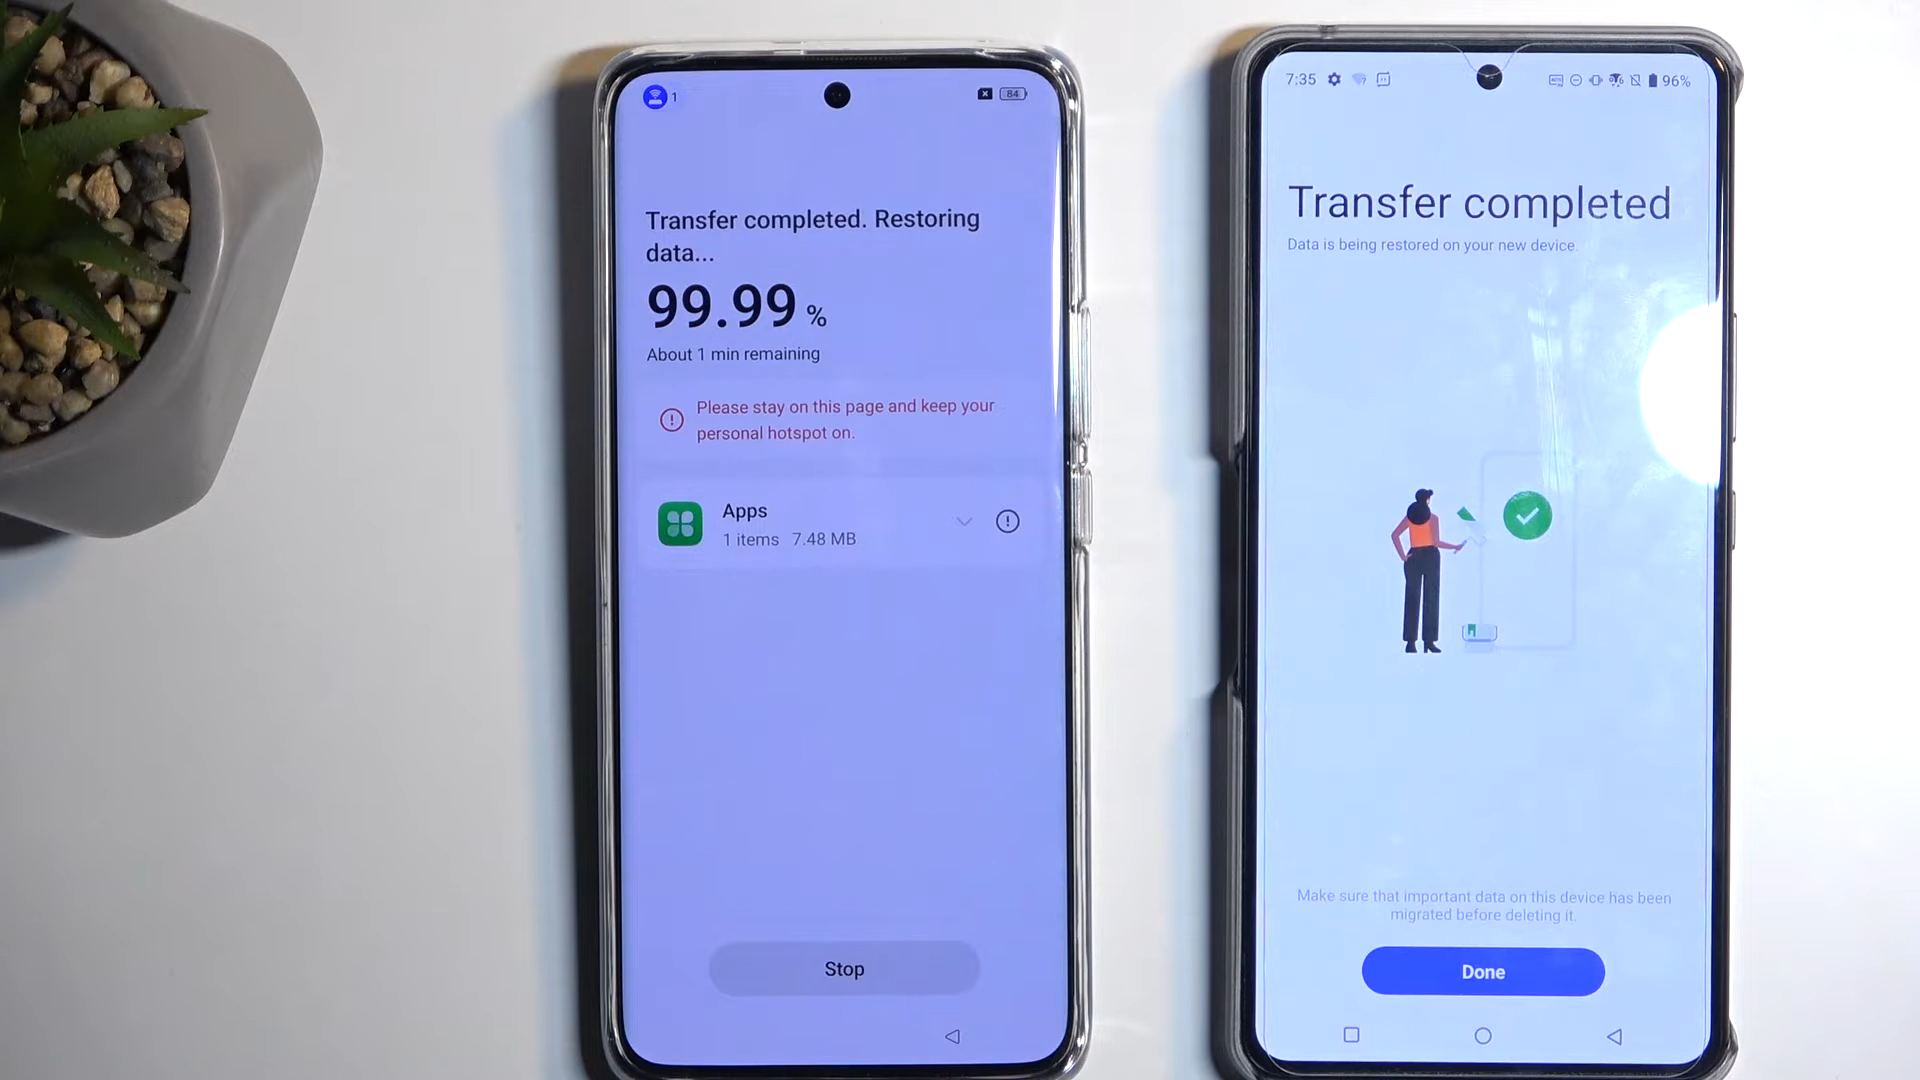 1
84
Transfer completed. Restoring
data...
99.99 %
About 1 min remaining
Please stay on this page and keep your
personal hotspot on.
Apps
1 items 7.48 MB
Stop
7:35
96%
Transfer completed
Data is being restored on your new device.
Make sure that important data on this device has been
migrated before deleting it.
Done